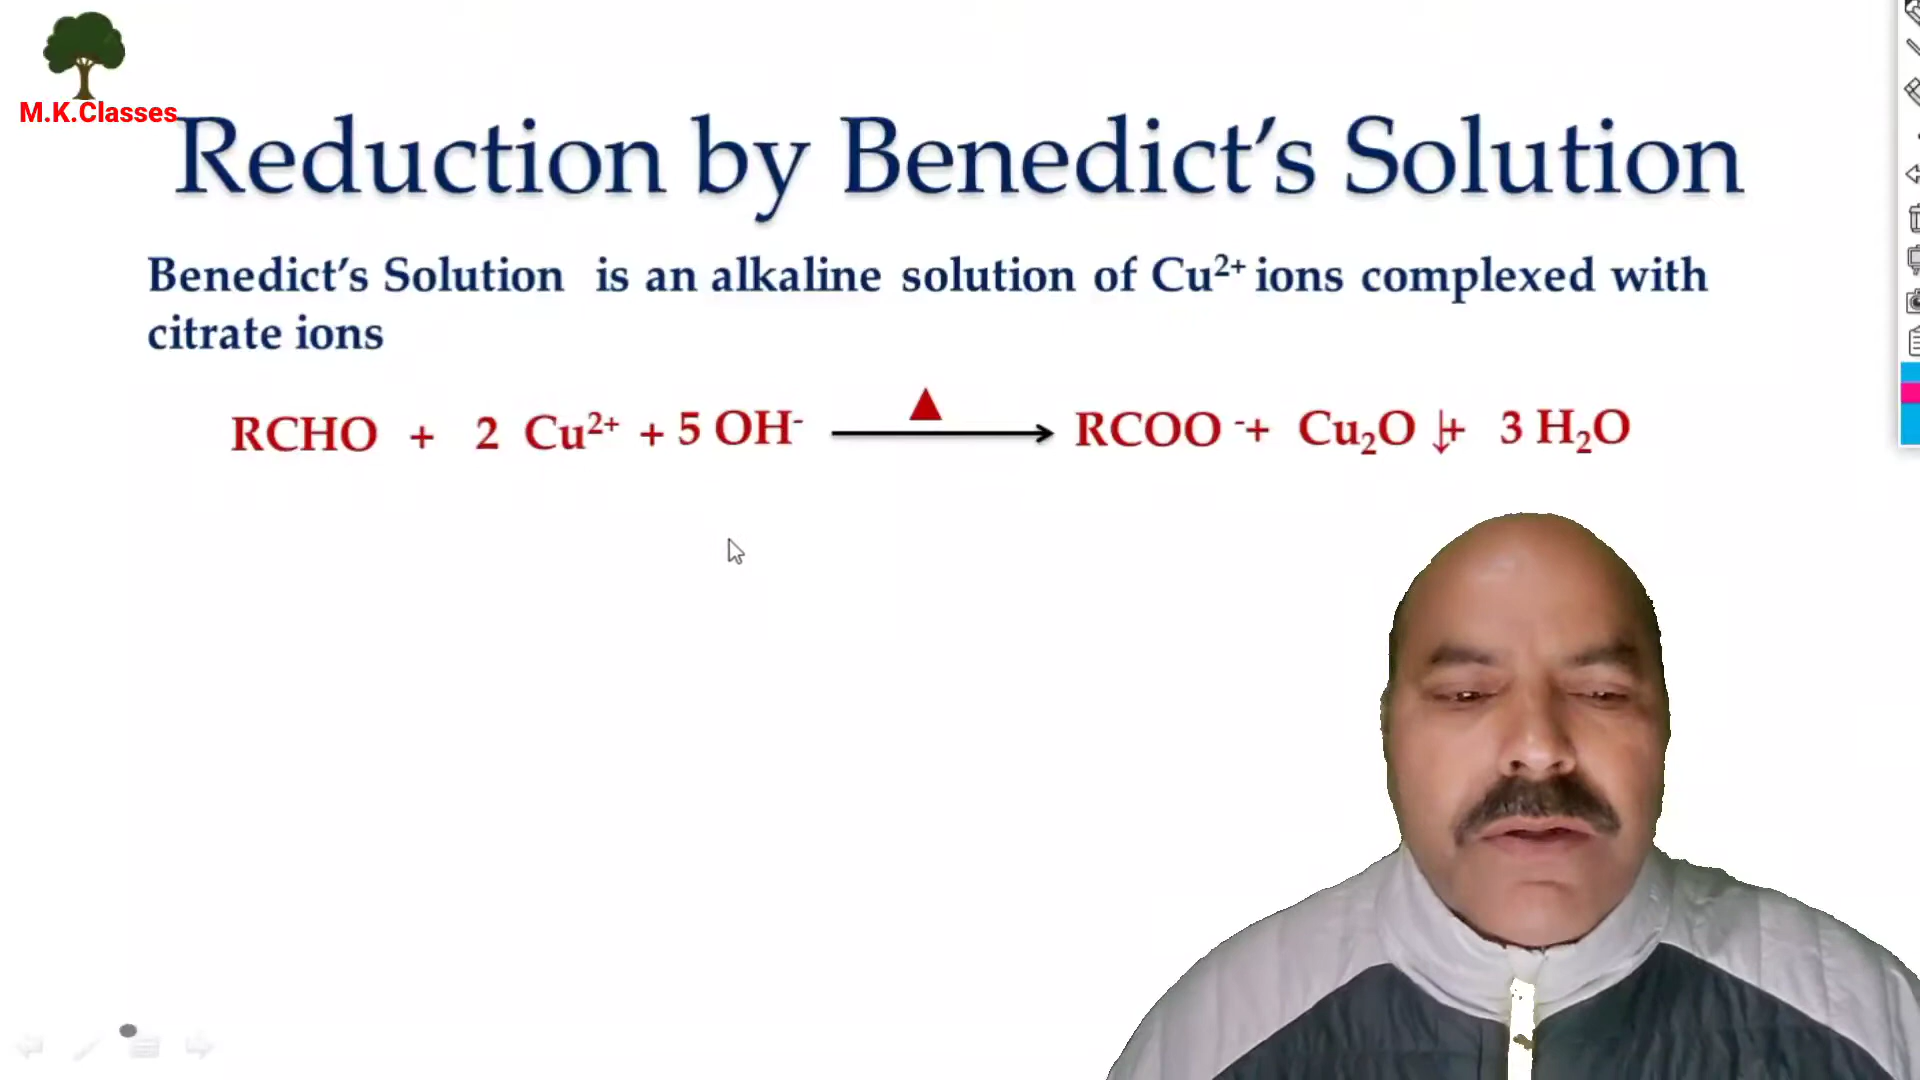 M.K.Classes
Reduction by Benedict's Solution
Benedict's Solution is an alkaline solution of Cu²⁺ ions complexed with
citrate ions
RCHO + 2 Cu²⁺ + 5 OH⁻ ▲⟶ RCOO ⁻+ Cu₂O ↓+ 3 H₂O